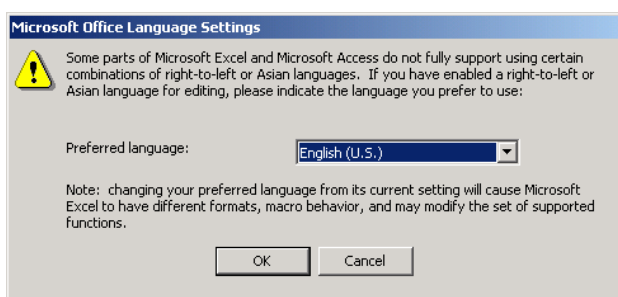 Microsoft Office Language Settings
Some parts of Microsoft Excel and Microsoft Access do not fully support using certain
combinations of right-to-left or Asian languages.  If you have enabled a right-to-left or
Asian language for editing, please indicate the language you prefer to use:
Preferred language:
English (U.S.)
Note:  changing your preferred language from its current setting will cause Microsoft
Excel to have different formats, macro behavior, and may modify the set of supported
functions.
OK
Cancel